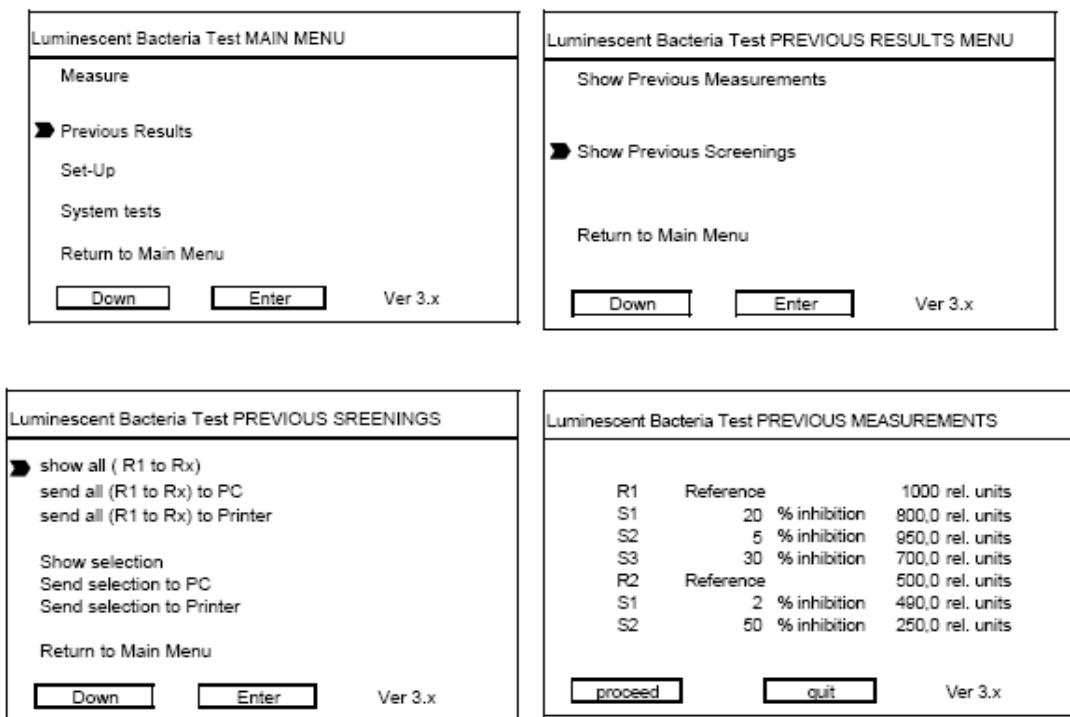 Luminescent Bacteria Test MAIN MENU
Measure
Previous Results
Set-Up
System tests
Return to Main Menu
Down Enter Ver 3.x
Luminescent Bacteria Test PREVIOUS RESULTS MENU
Show Previous Measurements
Show Previous Screenings
Return to Main Menu
Down Enter Ver 3.x
Luminescent Bacteria Test PREVIOUS SREENINGS
show all ( R1 to Rx)
send all (R1 to Rx) to PC
send all (R1 to Rx) to Printer
Show selection
Send selection to PC
Send selection to Printer
Return to Main Menu
Down Enter Ver 3.x
Luminescent Bacteria Test PREVIOUS MEASUREMENTS
R1 Reference 1000 rel. units
S1 20 % inhibition 800,0 rel. units
S2 5 % inhibition 950,0 rel. units
S3 30 % inhibition 700,0 rel. units
R2 Reference 500,0 rel. units
S1 2 % inhibition 490,0 rel. units
S2 50 % inhibition 250,0 rel. units
proceed quit Ver 3.x